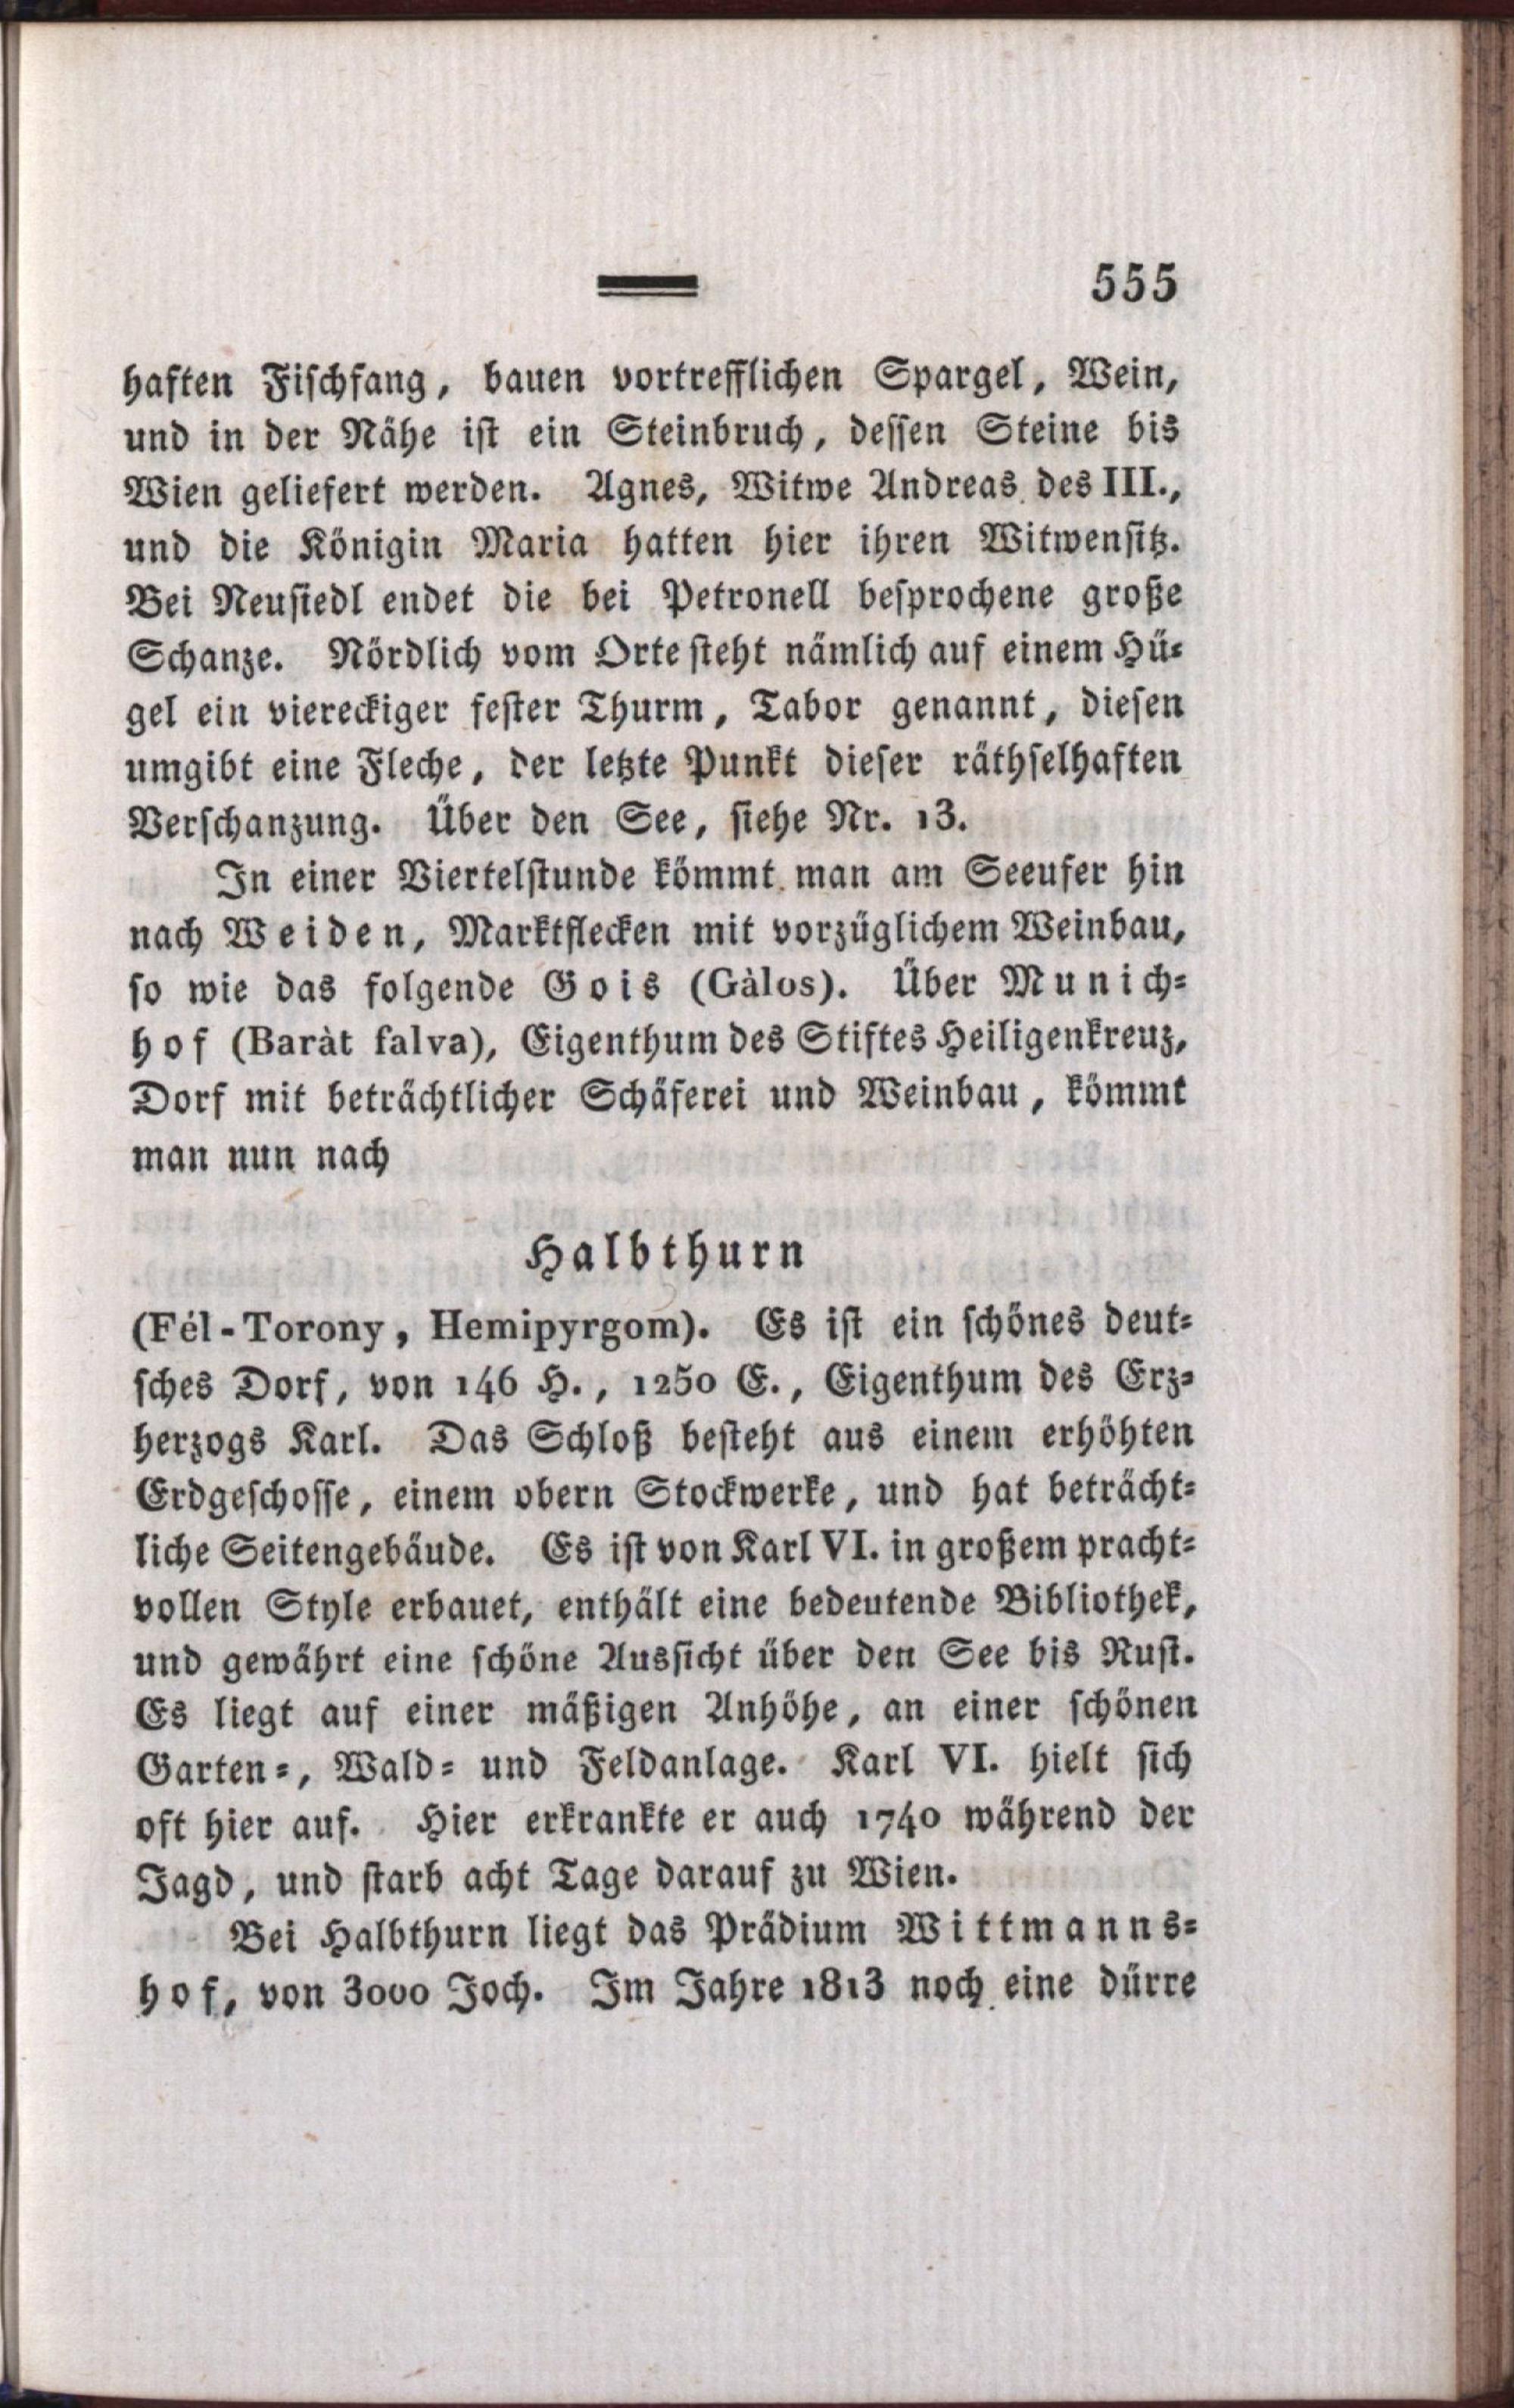 555
haften Fischfang, bauen vortrefflichen Spargel, Wein,
und in der Nähe ist ein Steinbruch, dessen Steine bis
Wien geliefert werden. Agnes, Witwe Andreas des III.,
und die Königin Maria hatten hier ihren Witwensitz.
Bei Neusiedl endet die bei Petronell besprochene große
Schanze. Nördlich vom Orte steht nämlich auf einem Hü-
gel ein viereckiger fester Thurm, Tabor genannt, diesen
umgibt eine Fleche, der letzte Punkt dieser räthselhaften
Verschanzung. Über den See, siehe Nr. 13.
In einer Viertelstunde kömmt man am Seeufer hin
nach Weiden, Marktflecken mit vorzüglichem Weinbau,
so wie das folgende Gois (Gàlos). Über Munich-
hof (Baràt falva), Eigenthum des Stiftes Heiligenkreuz,
Dorf mit beträchtlicher Schäferei und Weinbau, kömmt
man nun nach
Halbthurn
(Fél-Torony, Hemipyrgom). Es ist ein schönes deut-
sches Dorf, von 146 H., 1250 E., Eigenthum des Erz-
herzogs Karl. Das Schloß besteht aus einem erhöhten
Erdgeschosse, einem obern Stockwerke, und hat beträcht-
liche Seitengebäude. Es ist von Karl VI. in großem pracht-
vollen Style erbauet, enthält eine bedeutende Bibliothek,
und gewährt eine schöne Aussicht über den See bis Rust.
Es liegt auf einer mäßigen Anhöhe, an einer schönen
Garten-, Wald- und Feldanlage. Karl VI. hielt sich
oft hier auf. Hier erkrankte er auch 1740 während der
Jagd, und starb acht Tage darauf zu Wien.
Bei Halbthurn liegt das Prädium Wittmanns-
hof, von 3000 Joch. Im Jahre 1813 noch eine dürre